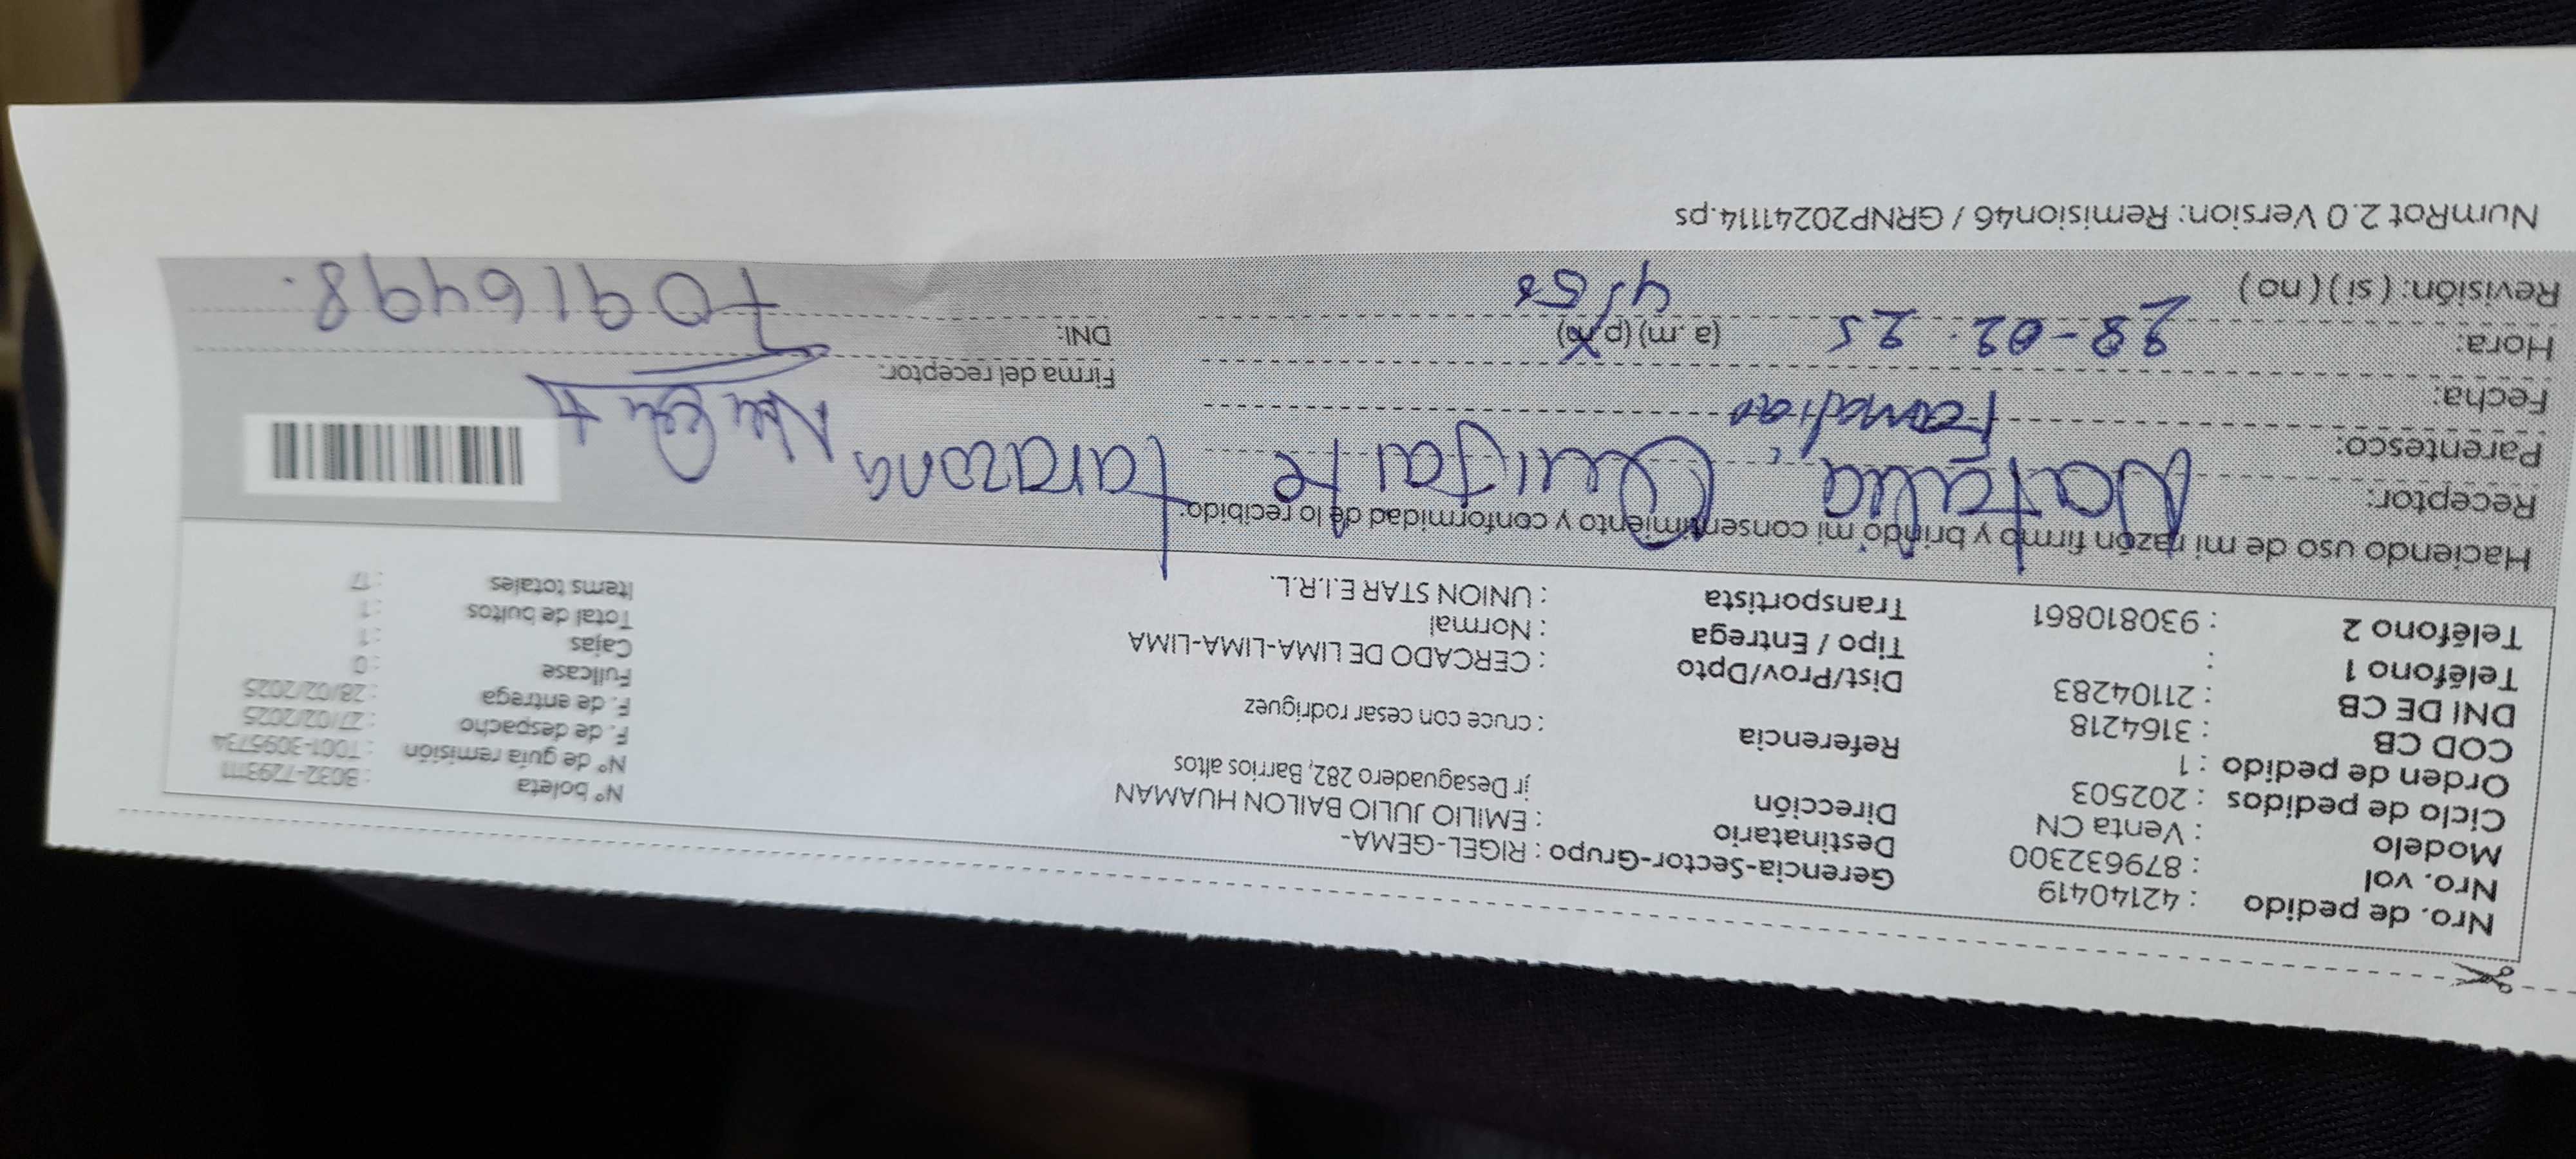 Nro. de pedido : 42140419
Nro. vol : 879632300
Modelo : Venta CN
Ciclo de pedidos : 202503
Orden de pedido : 1
COD CB : 3164218
DNI DE CB : 21104283
Teléfono 1 :
Teléfono 2 : 930810861
Gerencia-Sector-Grupo : RIGEL-GEMA-
Destinatario : EMILIO JULIO BAILON HUAMAN
Dirección jr Desaguadero 282, Barrios altos
Referencia : cruce con cesar rodriguez
Dist/Prov/Dpto : CERCADO DE LIMA-LIMA-LIMA
Tipo / Entrega : Normal
Transportista : UNION STAR E.I.R.L.
N° boleta : B032-7293111
N° de guía remisión : T001-3095734
F. de despacho : 27/02/2025
F. de entrega : 28/02/2025
Fullcase : 0
Cajas : 1
Total de bultos : 1
Items totales : 17
Haciendo uso de mi razón firmo y brindo mi consentimiento y conformidad de lo recibido.
Receptor: Natalia Quijaite tarazona
Parentesco: Familiar
Fecha: 28-02.25
Hora: (a. m) (p. m) 4:50
Revisión: ( si ) ( no )
Firma del receptor:
DNI: 70916498.
NumRot 2.0 Version: Remision46 / GRNP20241114.ps